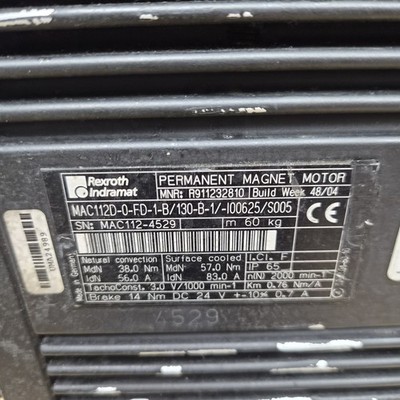 Rexroth
Indramat
PERMANENT MAGNET MOTOR
MNR: R911232810 Build Week 48/04
MAC112D-0-FD-1-B/130-B-1/-I00625/S005
SN: MAC112-4529 m 60 kg
CE
Made in Germany
Natural convection Surface cooled I.Cl. F
MdN 38.0 Nm MdN 57.0 Nm IP 65
IdN 56.0 A IdN 83.0 A n(N) 2000 min-1
TachoConst. 3.0 V/1000 min-1 Km 0.76 Nm/A
Brake 14 Nm DC 24 V +-10% 0.7 A
4529